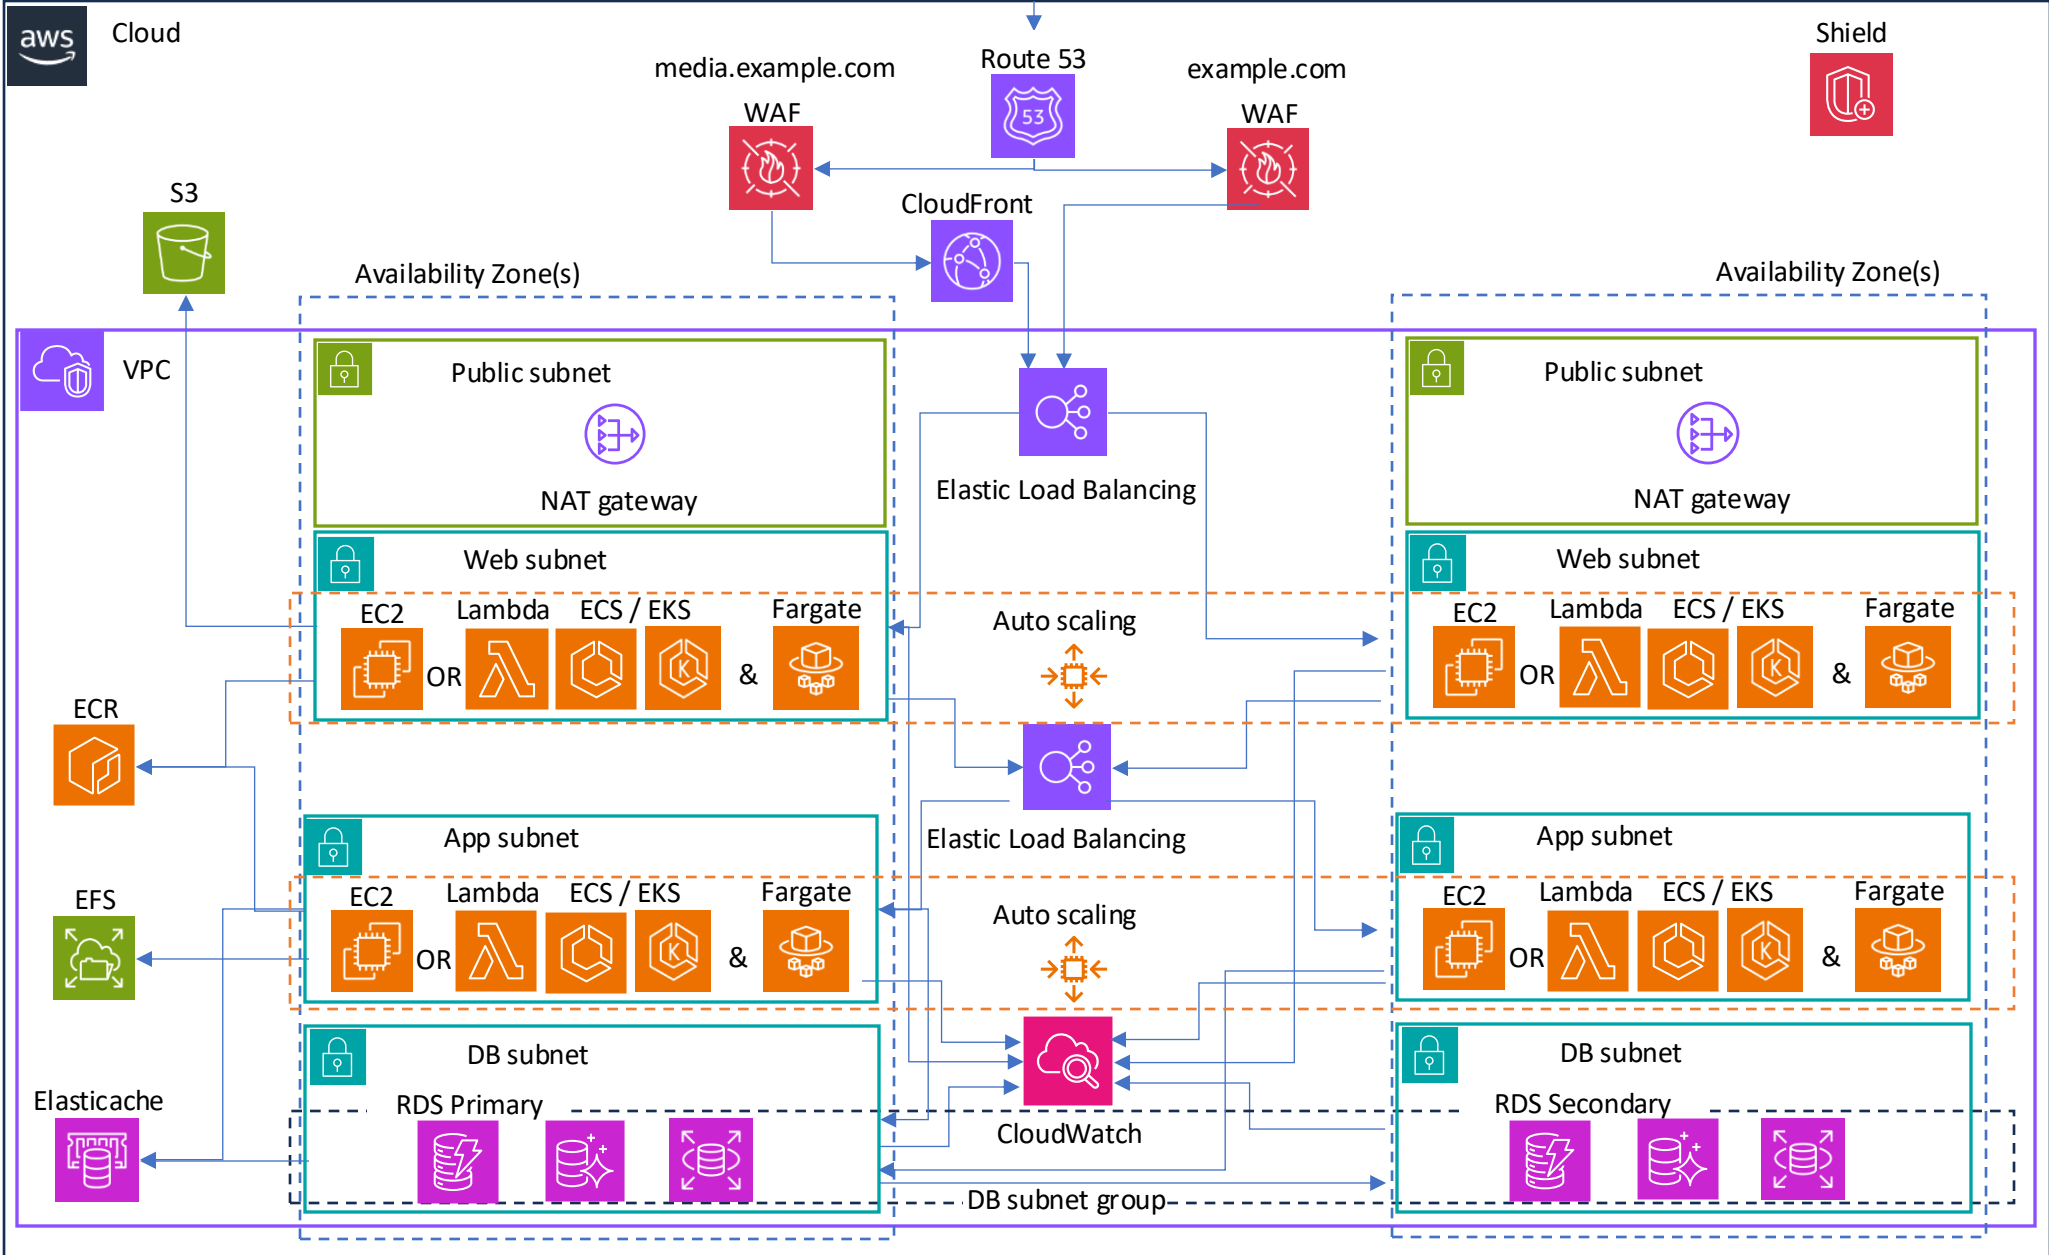 aws
Cloud
Shield
Route 53
53
media.example.com
example.com
WAF
WAF
S3
CloudFront
Availability Zone(s)
Availability Zone(s)
VPC
Public subnet
Public subnet
NAT gateway
NAT gateway
Elastic Load Balancing
Web subnet
Web subnet
EC2
OR
Lambda
ECS / EKS
K
&
Fargate
Auto scaling
EC2
OR
Lambda
ECS / EKS
K
&
Fargate
ECR
Elastic Load Balancing
App subnet
App subnet
EFS
EC2
OR
Lambda
ECS / EKS
K
&
Fargate
Auto scaling
EC2
OR
Lambda
ECS / EKS
K
&
Fargate
DB subnet
DB subnet
Elasticache
RDS Primary
CloudWatch
RDS Secondary
DB subnet group